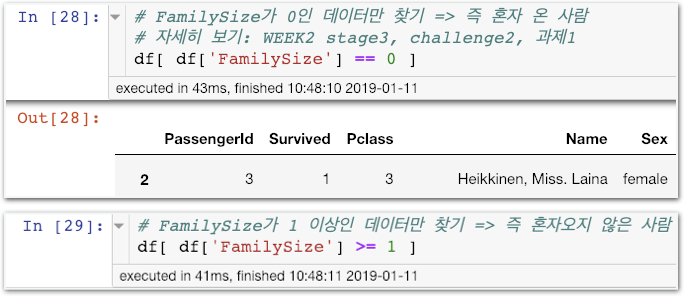 In [28]: # FamilySize가 0인 데이터만 찾기 => 즉 혼자 온 사람
# 자세히 보기: WEEK2 stage3, challenge2, 과제1
df[ df['FamilySize'] == 0 ]
executed in 43ms, finished 10:48:10 2019-01-11
Out[28]:
PassengerId Survived Pclass Name Sex
2 3 1 3 Heikkinen, Miss. Laina female
In [29]: # FamilySize가 1 이상인 데이터만 찾기 => 즉 혼자오지 않은 사람
df[ df['FamilySize'] >= 1 ]
executed in 41ms, finished 10:48:11 2019-01-11